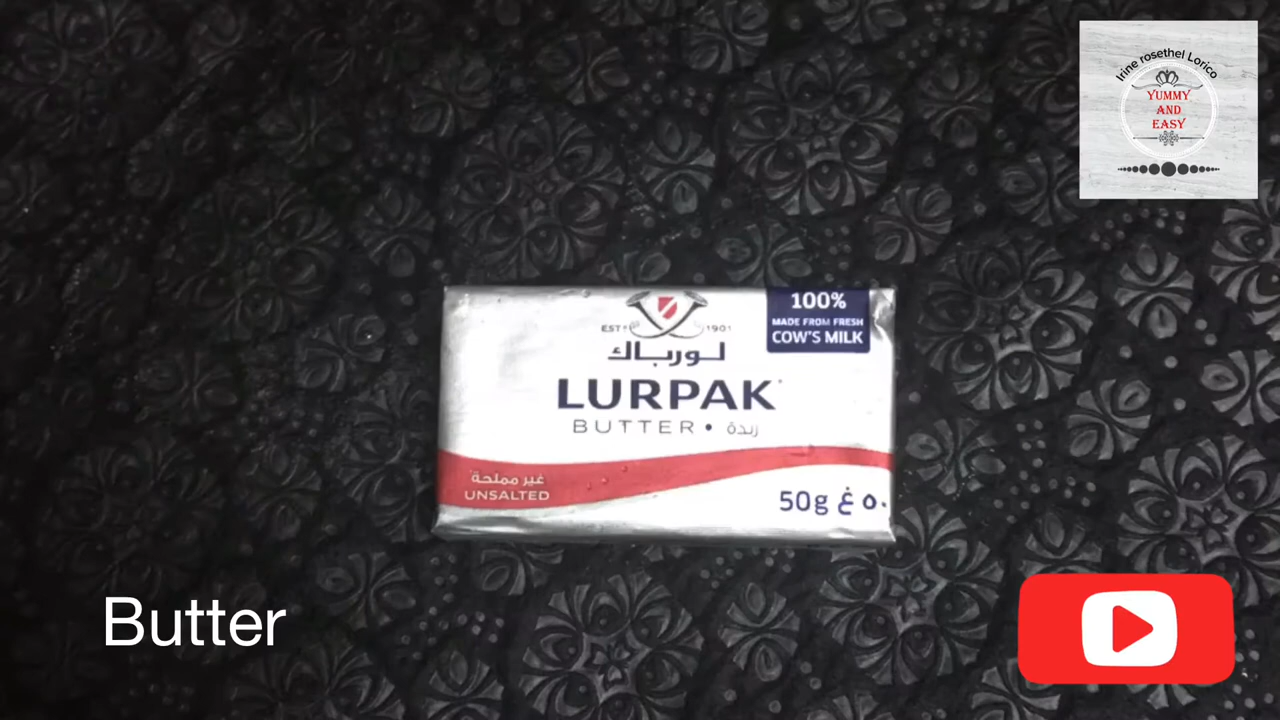 Irine rosethel Lorico
YUMMY
AND
EASY
100%
MADE FROM FRESH
COW'S MILK
ESTD 1901
لورباك
LURPAK
BUTTER • زبدة
غير مملحة
UNSALTED
50g ٥٠ غ
Butter